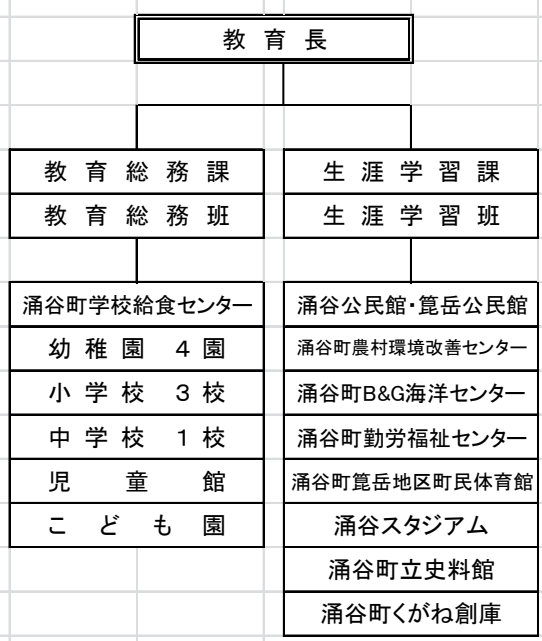 教育長
教育総務課
教育総務班
生涯学習課
生涯学習班
涌谷町学校給食センター
幼稚園 4園
小学校 3校
中学校 1校
児童館
こども園
涌谷公民館・箟岳公民館
涌谷町農村環境改善センター
涌谷町B&G海洋センター
涌谷町勤労福祉センター
涌谷町箟岳地区町民体育館
涌谷スタジアム
涌谷町立史料館
涌谷町くがね創庫